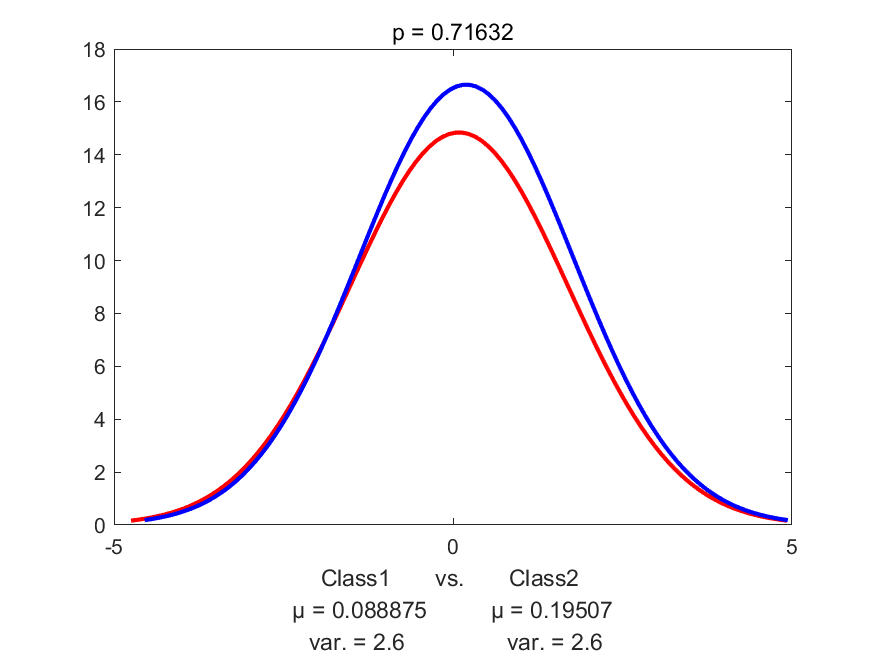 p = 0.71632
18
16
14
12
10
8
6
4
2
0
-5 0 5
Class1 vs. Class2
μ = 0.088875 μ = 0.19507
var. = 2.6 var. = 2.6